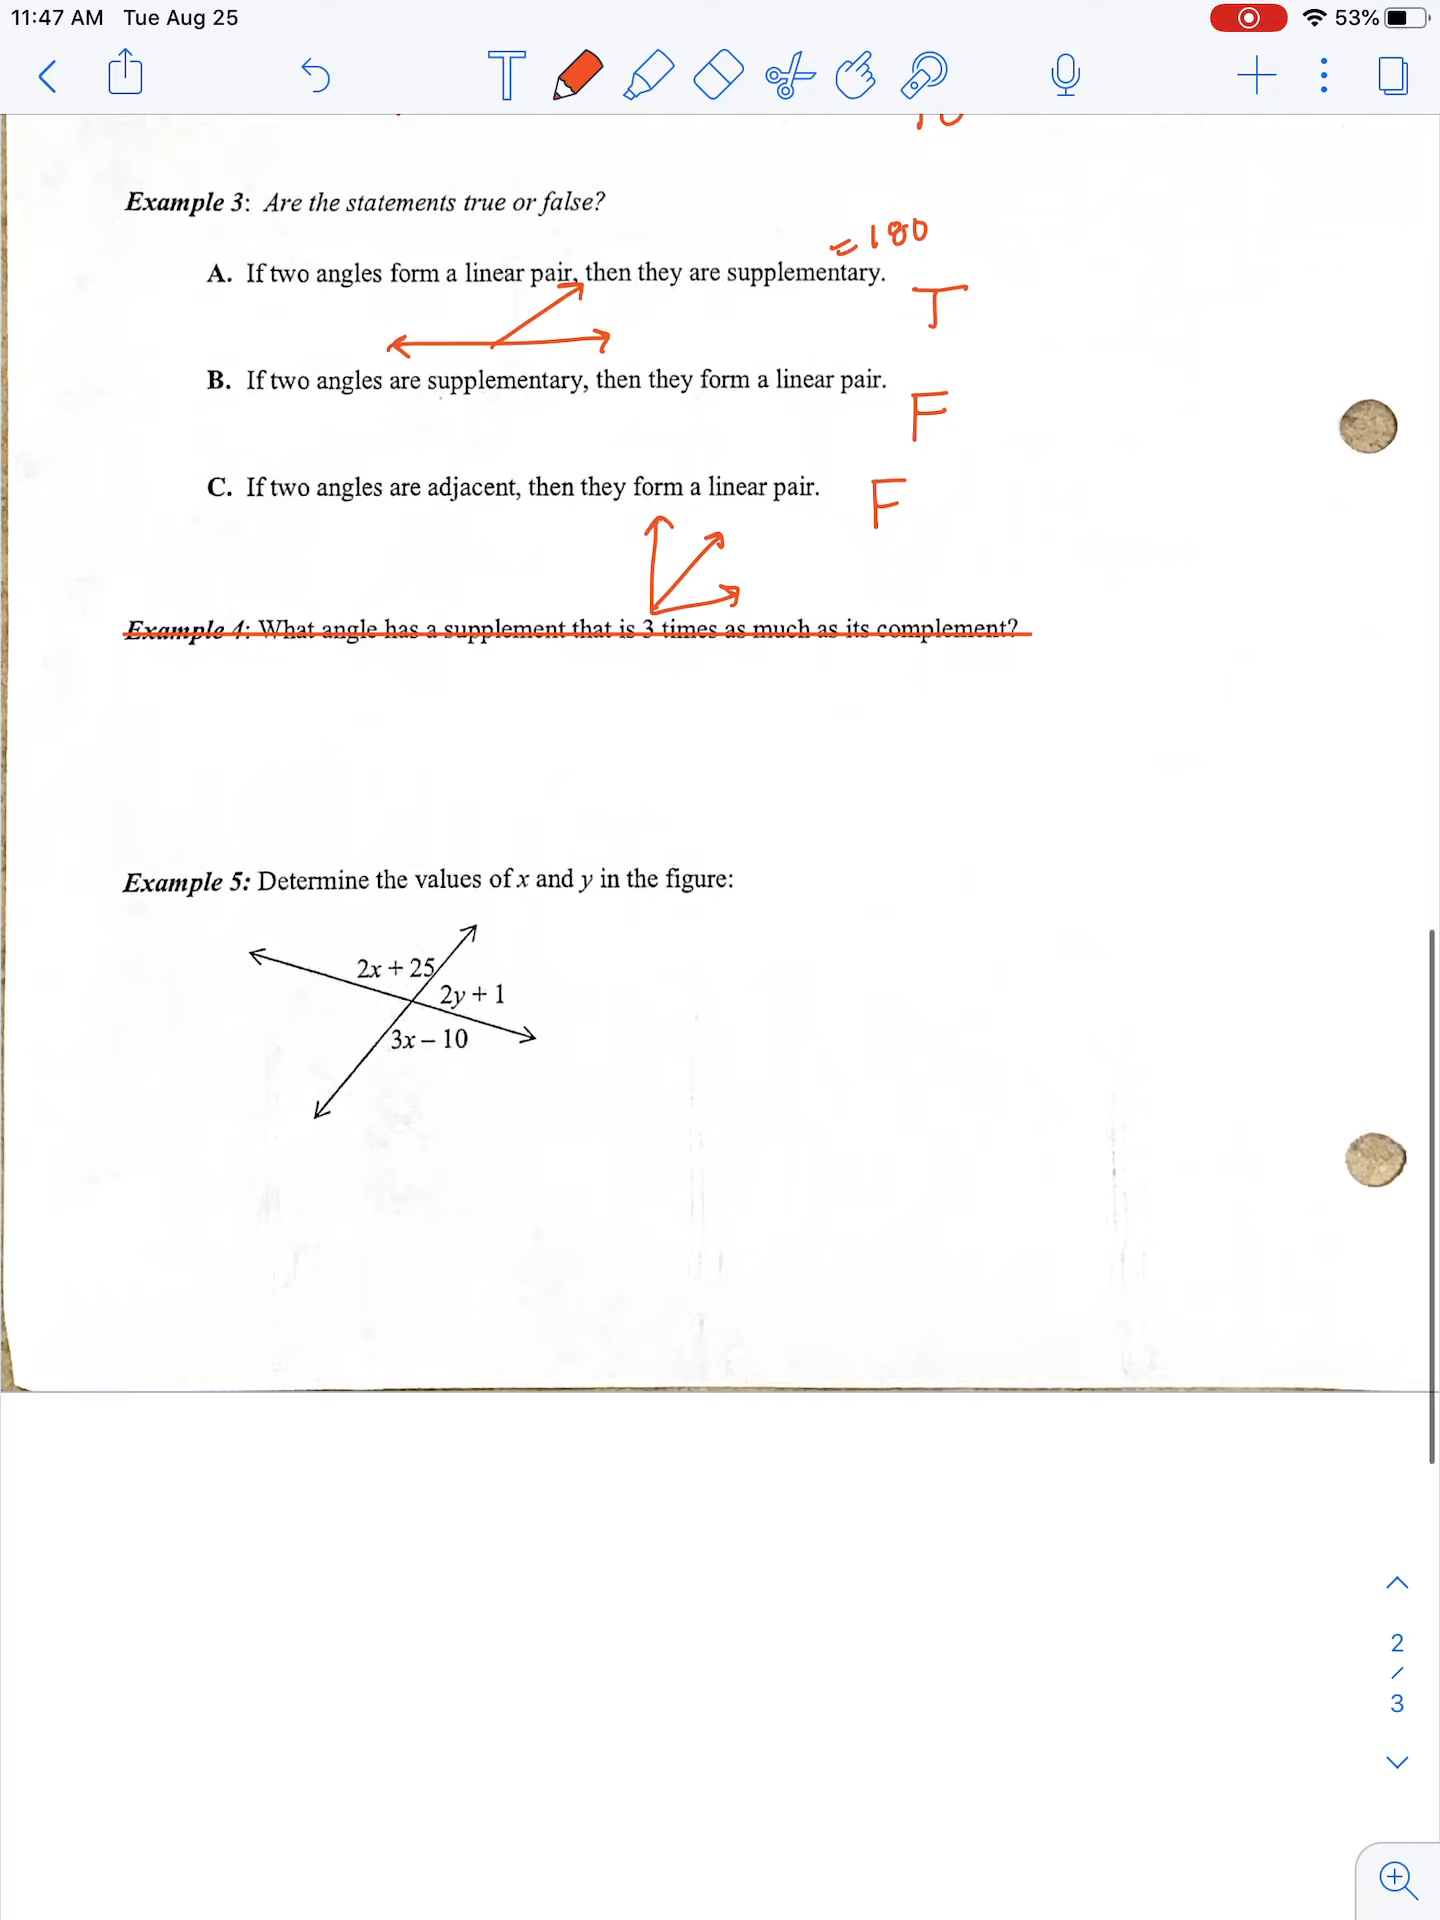 11:47 AM Tue Aug 25
53%
T
Example 3: Are the statements true or false?
= 180
A. If two angles form a linear pair, then they are supplementary.
T
B. If two angles are supplementary, then they form a linear pair.
F
C. If two angles are adjacent, then they form a linear pair.
F
Example 4: What angle has a supplement that is 3 times as much as its complement?
Example 5: Determine the values of x and y in the figure:
2x + 25
2y + 1
3x – 10
2
/
3